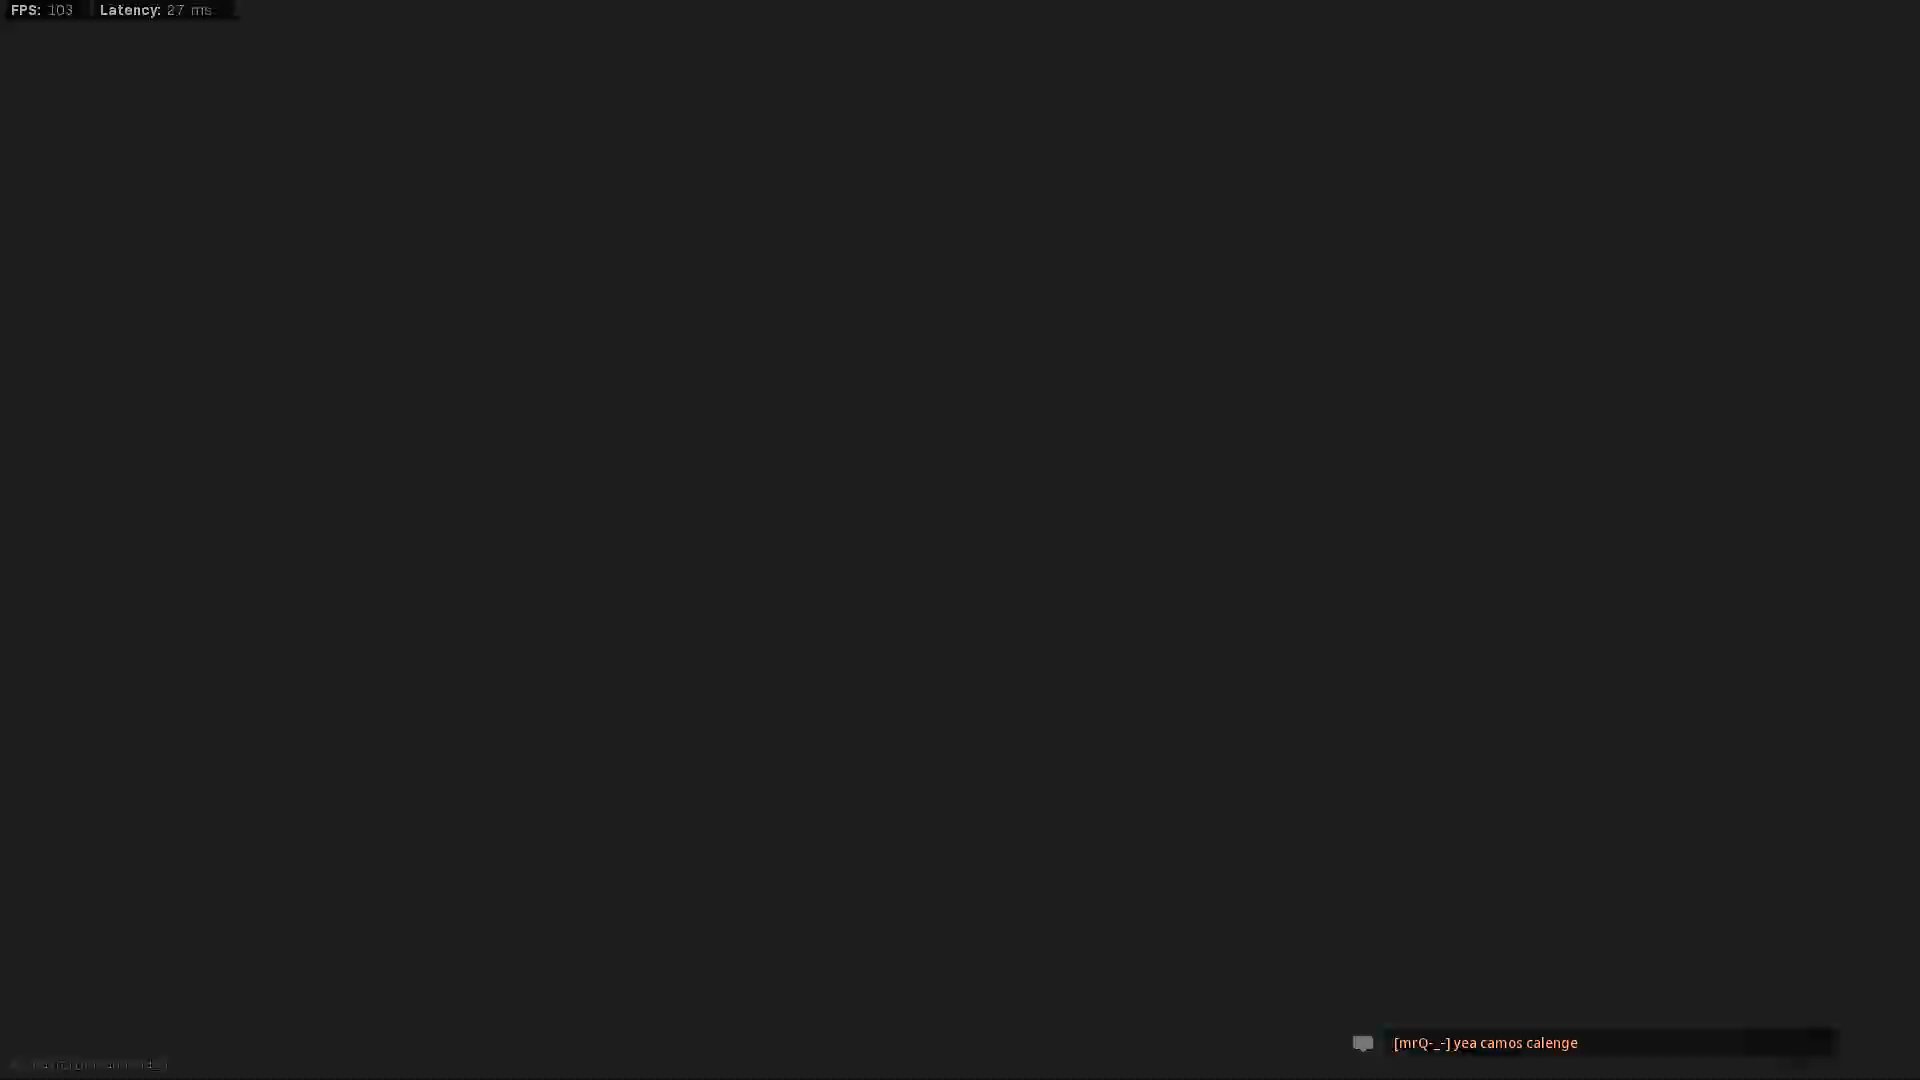 FPS: 103 Latency: 27 ms
[mrQ-_-] yea camos calenge